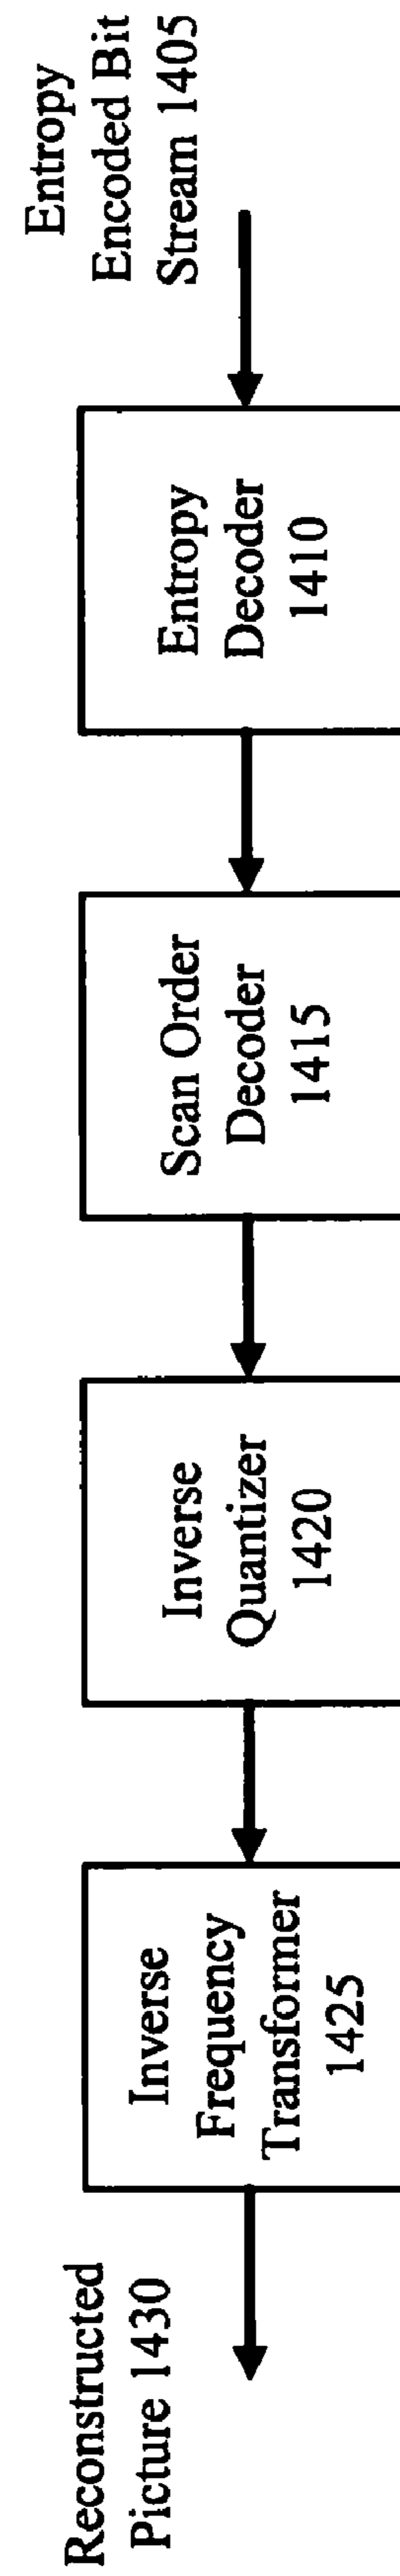 Entropy
Encoded Bit
Stream 1405
Entropy
Decoder
1410
Scan Order
Decoder
1415
Inverse
Quantizer
1420
Inverse
Frequency
Transformer
1425
Reconstructed
Picture 1430